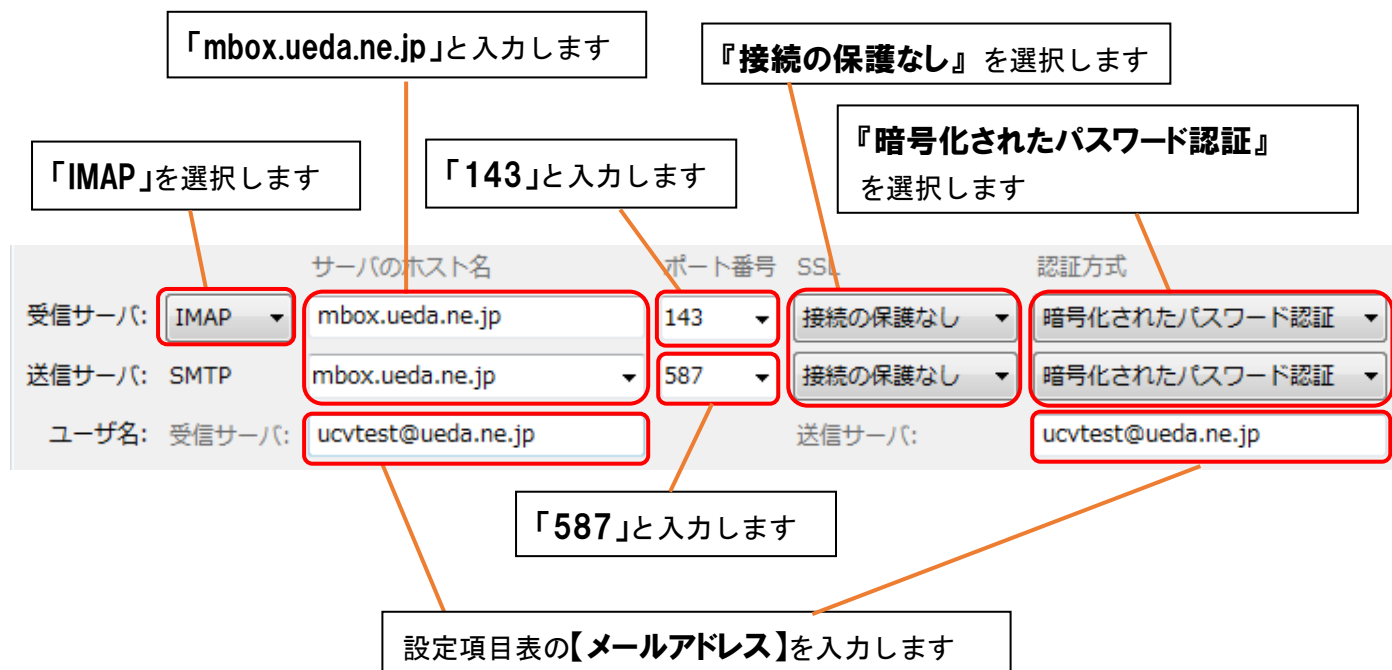 「mbox.ueda.ne.jp」と入力します
『接続の保護なし』を選択します
「IMAP」を選択します
「143」と入力します
『暗号化されたパスワード認証』
を選択します
サーバのホスト名 ポート番号 SSL 認証方式
受信サーバ: IMAP mbox.ueda.ne.jp 143 接続の保護なし 暗号化されたパスワード認証
送信サーバ: SMTP mbox.ueda.ne.jp 587 接続の保護なし 暗号化されたパスワード認証
ユーザ名: 受信サーバ: ucvtest@ueda.ne.jp 送信サーバ: ucvtest@ueda.ne.jp
「587」と入力します
設定項目表の【メールアドレス】を入力します